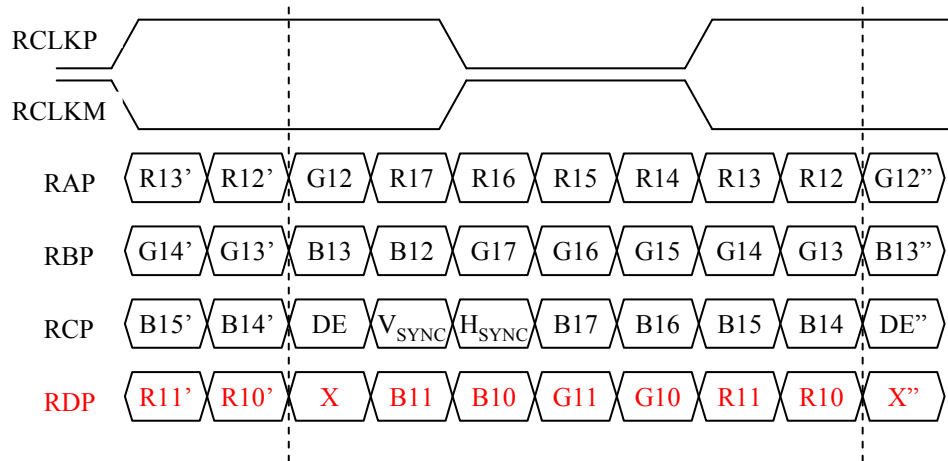 RCLKP
RCLKM
RAP R13’ R12’ G12 R17 R16 R15 R14 R13 R12 G12”
RBP G14’ G13’ B13 B12 G17 G16 G15 G14 G13 B13”
RCP B15’ B14’ DE VSYNC HSYNC B17 B16 B15 B14 DE”
RDP R11’ R10’ X B11 B10 G11 G10 R11 R10 X”